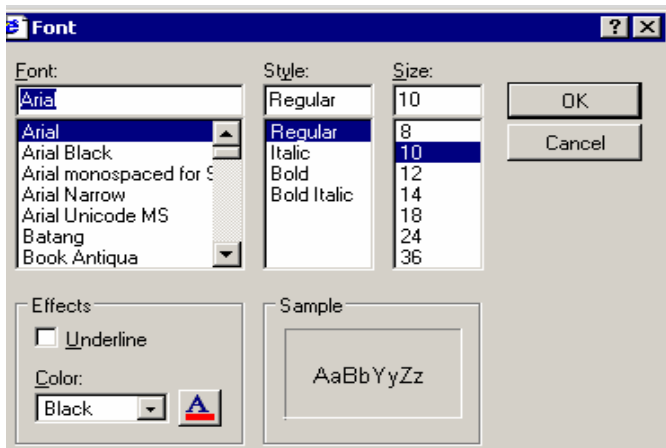 Font
Font:
Arial
Arial
Arial Black
Arial monospaced for S
Arial Narrow
Arial Unicode MS
Batang
Book Antiqua
Style:
Regular
Regular
Italic
Bold
Bold Italic
Size:
10
8
10
12
14
18
24
36
OK
Cancel
Effects
Underline
Color:
Black
A
Sample
AaBbYyZz